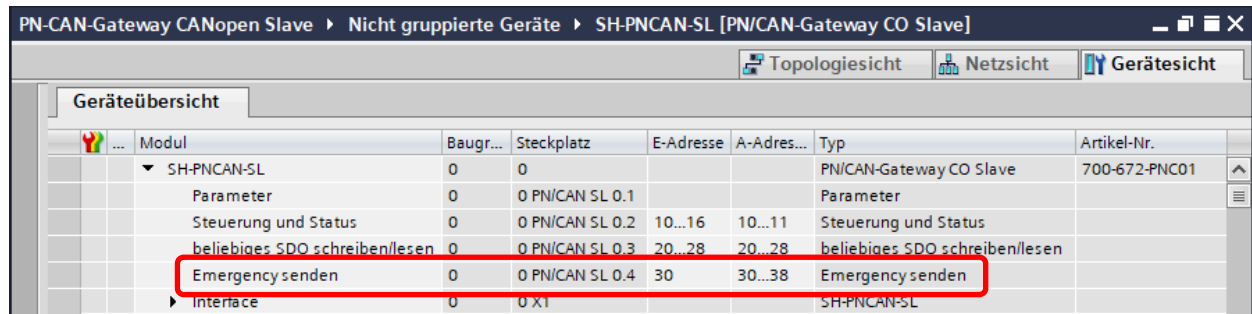 PN-CAN-Gateway CANopen Slave ▸ Nicht gruppierte Geräte ▸ SH-PNCAN-SL [PN/CAN-Gateway CO Slave]
Topologiesicht Netzsicht Gerätesicht
Geräteübersicht
... Modul Baugr... Steckplatz E-Adresse A-Adres... Typ Artikel-Nr.
SH-PNCAN-SL 0 0 PN/CAN-Gateway CO Slave 700-672-PNC01
Parameter 0 0 PN/CAN SL 0.1 Parameter
Steuerung und Status 0 0 PN/CAN SL 0.2 10...16 10...11 Steuerung und Status
beliebiges SDO schreiben/lesen 0 0 PN/CAN SL 0.3 20...28 20...28 beliebiges SDO schreiben/lesen
Emergency senden 0 0 PN/CAN SL 0.4 30 30...38 Emergency senden
Interface 0 0 X1 SH-PNCAN-SL